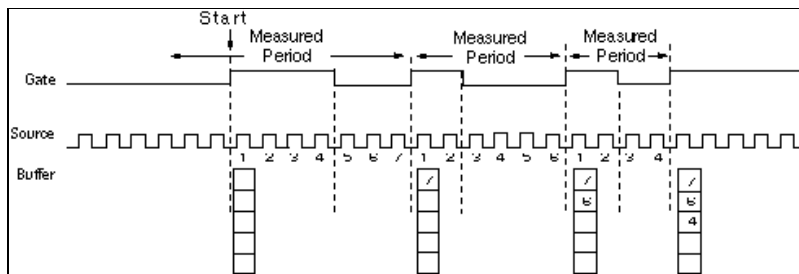 Start
Measured Period
Measured Period
Measured Period
Gate
Source
1 2 3 4 5 6 7 1 2 3 4 5 6 1 2 3 4
Buffer
7 7 7
6 6
4